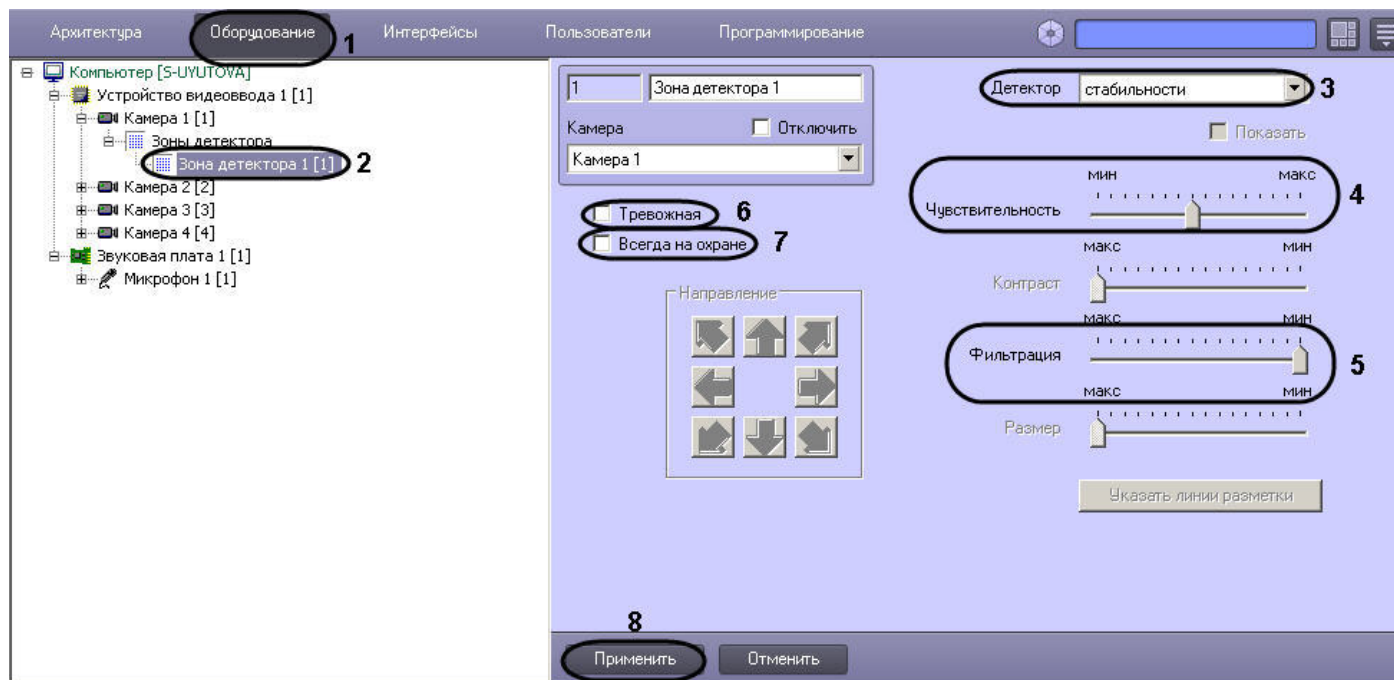 Архитектура Оборудование 1 Интерфейсы Пользователи Программирование
Компьютер [S-UYUTOVA]
Устройство видеоввода 1 [1]
Камера 1 [1]
Зоны детектора
Зона детектора 1 [1] 2
Камера 2 [2]
Камера 3 [3]
Камера 4 [4]
Звуковая плата 1 [1]
Микрофон 1 [1]
1 Зона детектора 1
Камера Отключить
Камера 1
Тревожная 6
Всегда на охране 7
Направление
Детектор стабильности 3
Показать
мин макс
Чувствительность 4
макс мин
Контраст
макс мин
Фильтрация 5
макс мин
Размер
Указать линии разметки
8
Применить Отменить